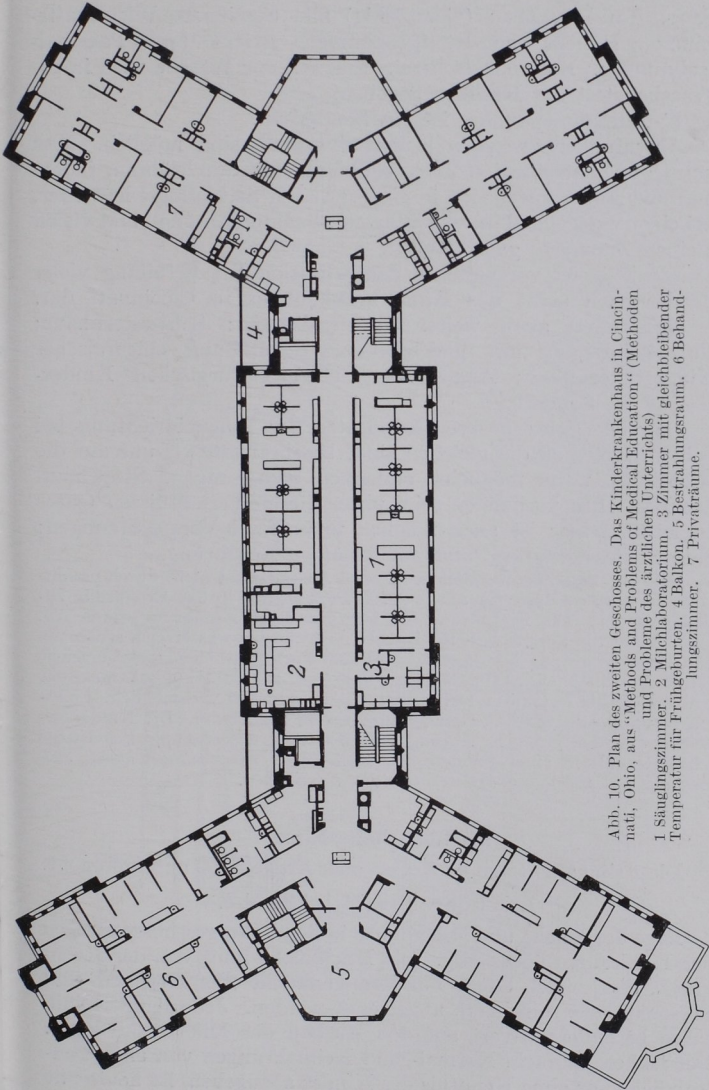 7
4
1
2
3
6
5
Abb. 10. Plan des zweiten Geschosses. Das Kinderkrankenhaus in Cincin-
nati, Ohio, aus “Methods and Problems of Medical Education“ (Methoden
und Probleme des ärztlichen Unterrichts)
1 Säuglingszimmer. 2 Milchlaboratorium. 3 Zimmer mit gleichbleibender
Temperatur für Frühgeburten. 4 Balkon. 5 Bestrahlungsraum. 6 Behand-
lungszimmer. 7 Privaträume.